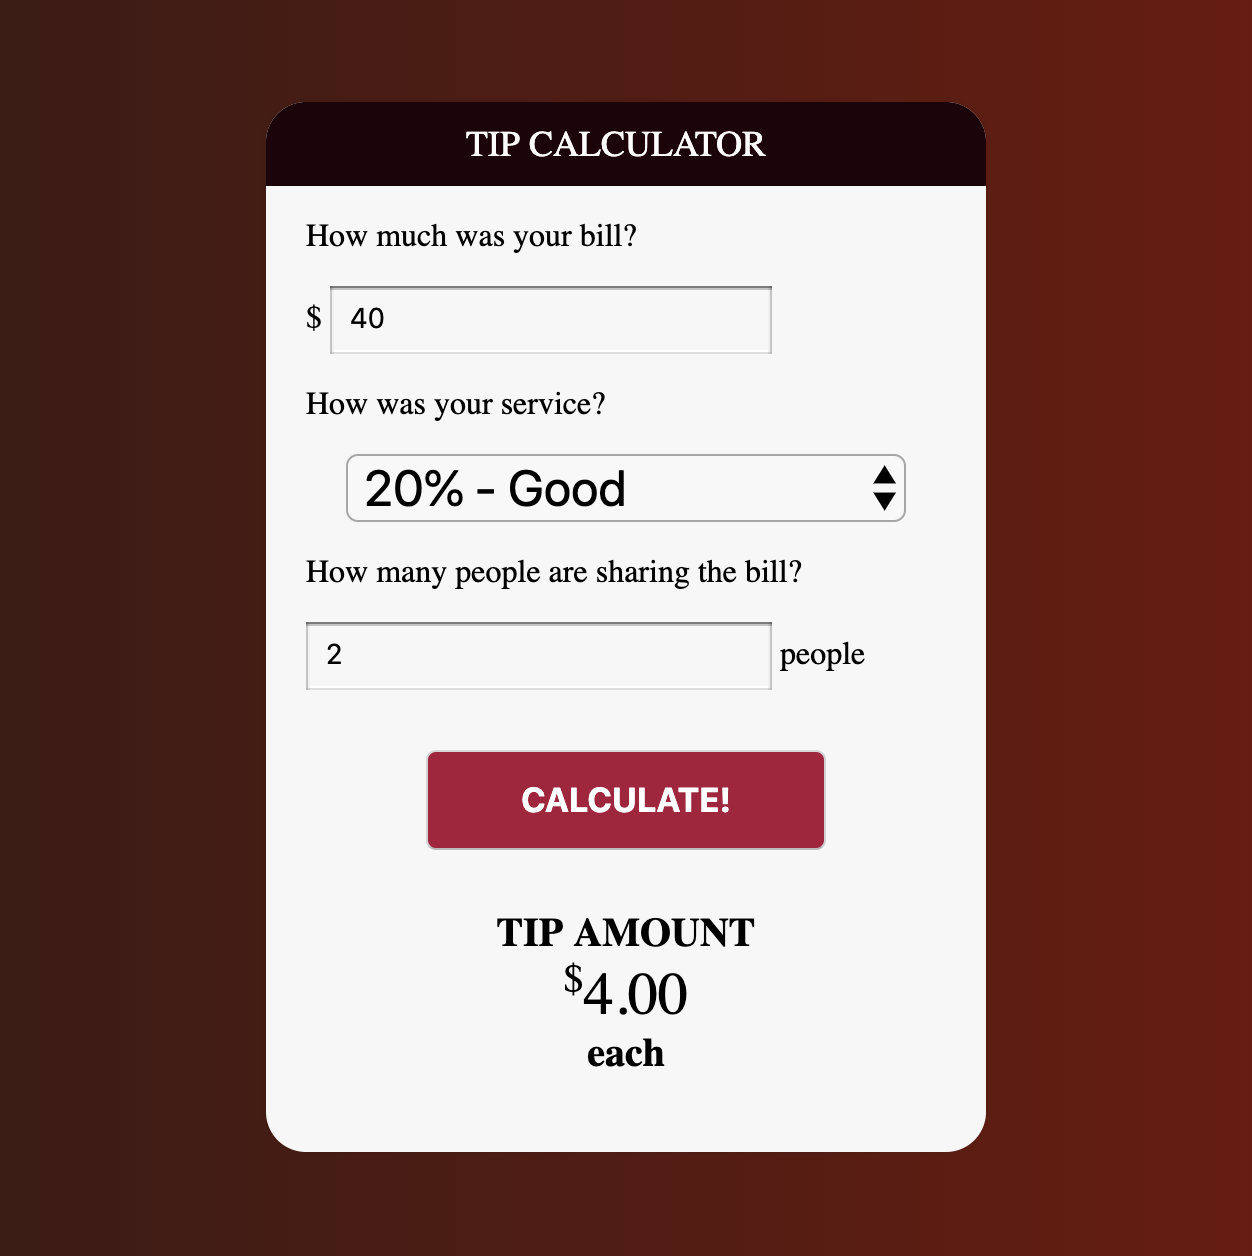 TIP CALCULATOR
How much was your bill?
$ 40
How was your service?
20% - Good
How many people are sharing the bill?
2 people
CALCULATE!
TIP AMOUNT
$4.00
each